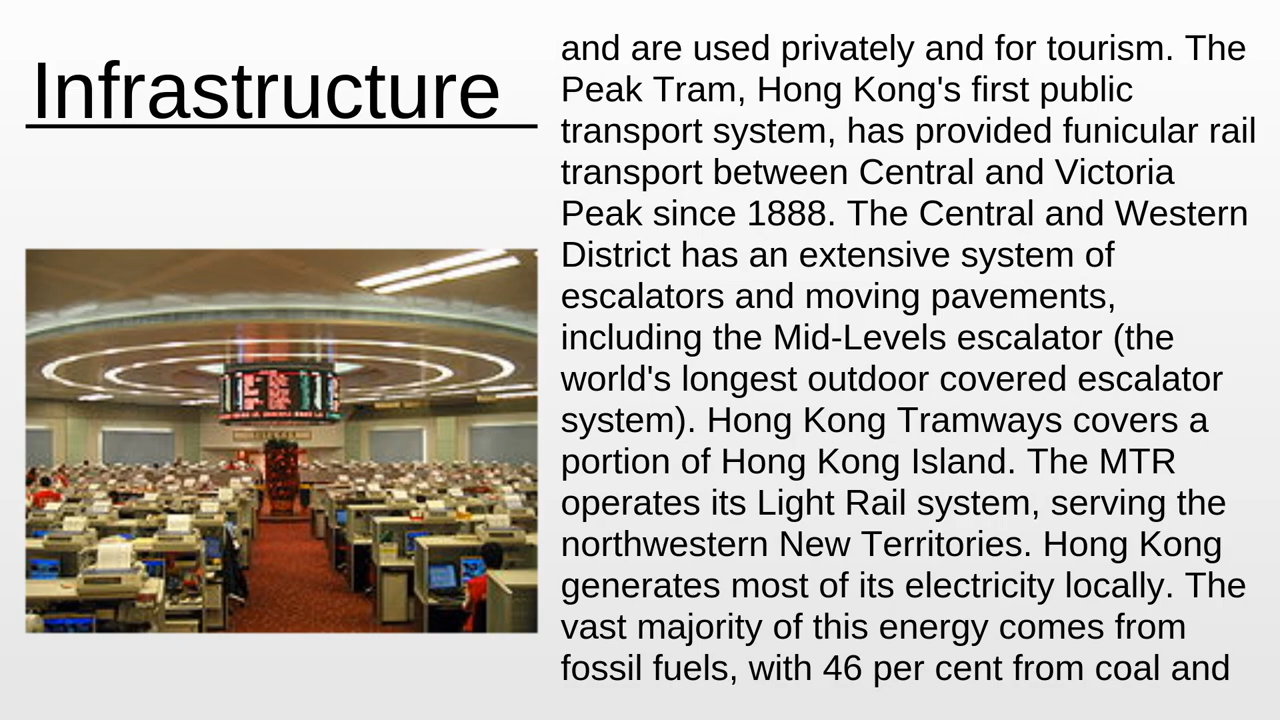 Infrastructure
and are used privately and for tourism. The
Peak Tram, Hong Kong's first public
transport system, has provided funicular rail
transport between Central and Victoria
Peak since 1888. The Central and Western
District has an extensive system of
escalators and moving pavements,
including the Mid-Levels escalator (the
world's longest outdoor covered escalator
system). Hong Kong Tramways covers a
portion of Hong Kong Island. The MTR
operates its Light Rail system, serving the
northwestern New Territories. Hong Kong
generates most of its electricity locally. The
vast majority of this energy comes from
fossil fuels, with 46 per cent from coal and